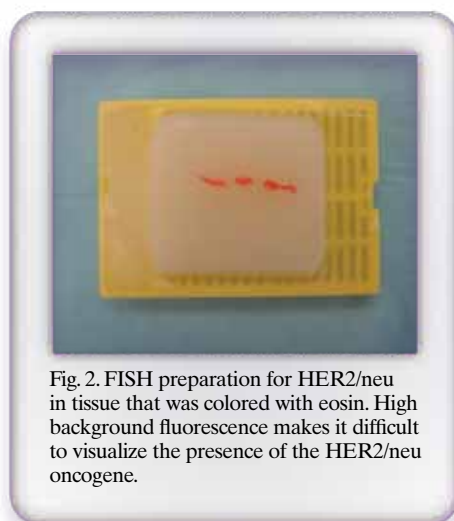 Fig. 2. FISH preparation for HER2/neu
in tissue that was colored with eosin. High
background fluorescence makes it difficult
to visualize the presence of the HER2/neu
oncogene.